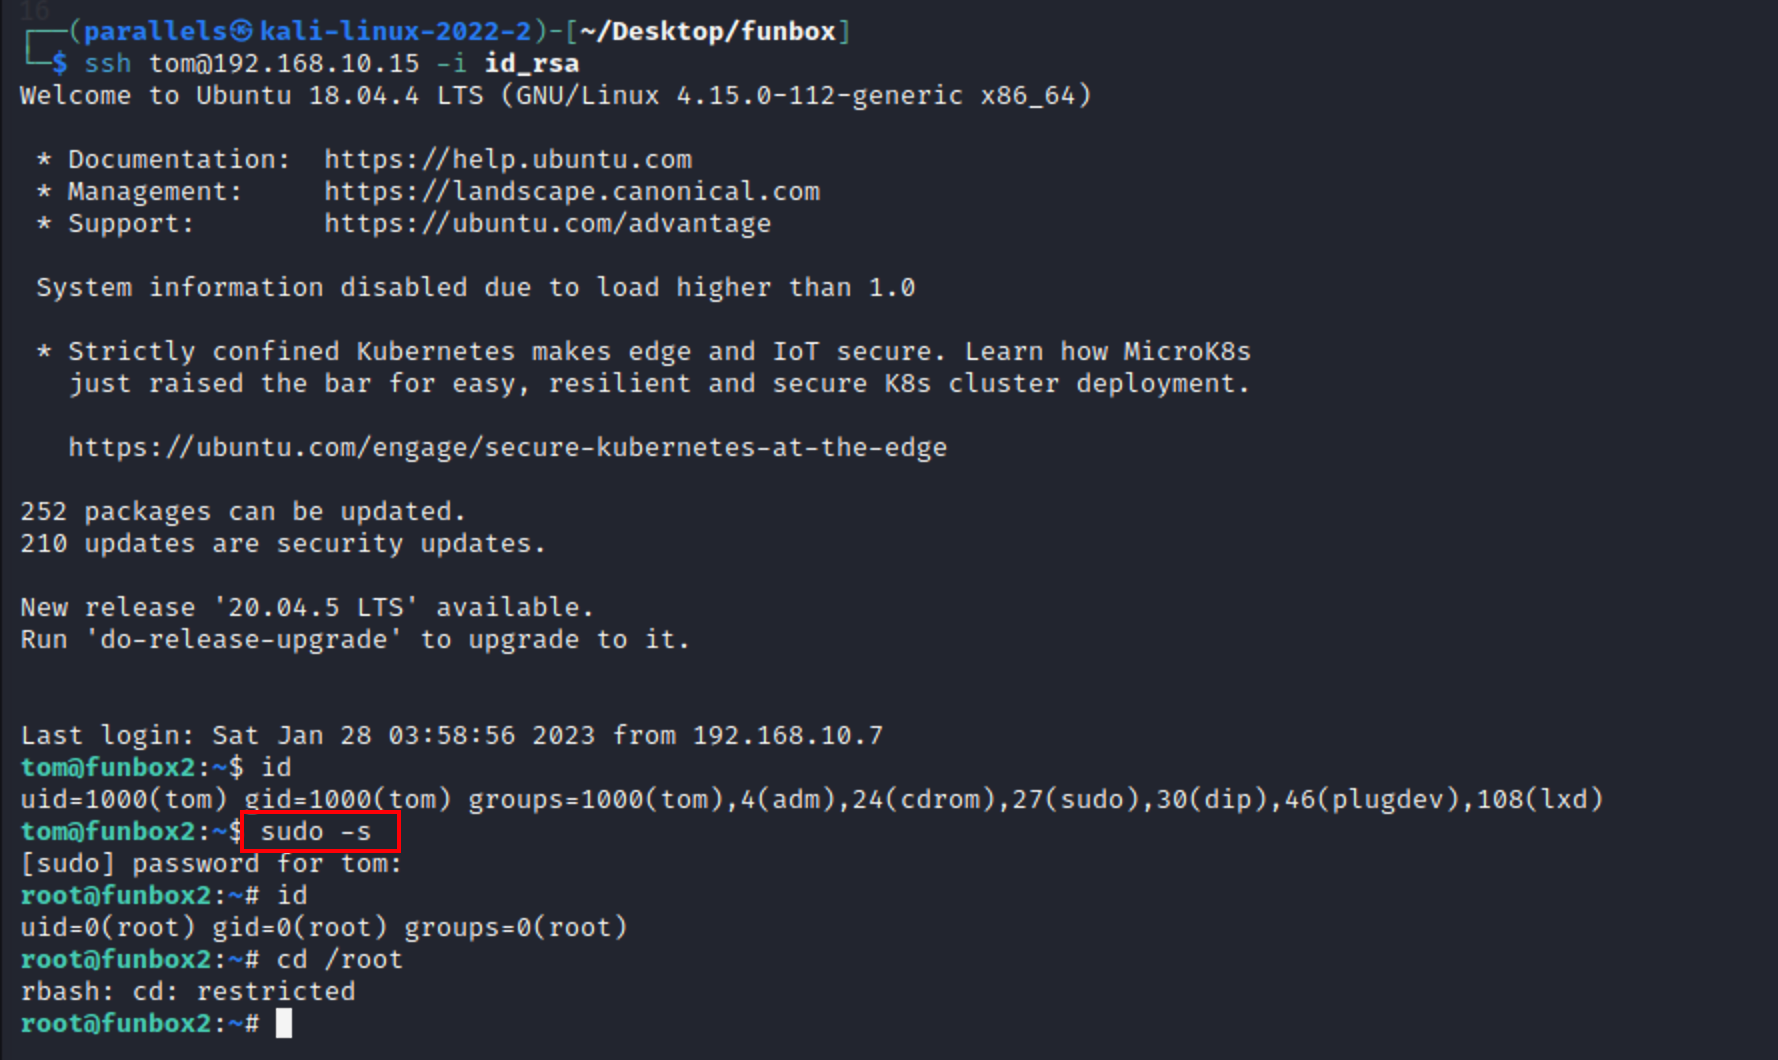 16
┌──(parallels㉿kali-linux-2022-2)-[~/Desktop/funbox]
└─$ ssh tom@192.168.10.15 -i id_rsa
Welcome to Ubuntu 18.04.4 LTS (GNU/Linux 4.15.0-112-generic x86_64)
* Documentation:  https://help.ubuntu.com
* Management:     https://landscape.canonical.com
* Support:        https://ubuntu.com/advantage
System information disabled due to load higher than 1.0
* Strictly confined Kubernetes makes edge and IoT secure. Learn how MicroK8s
just raised the bar for easy, resilient and secure K8s cluster deployment.
https://ubuntu.com/engage/secure-kubernetes-at-the-edge
252 packages can be updated.
210 updates are security updates.
New release '20.04.5 LTS' available.
Run 'do-release-upgrade' to upgrade to it.
Last login: Sat Jan 28 03:58:56 2023 from 192.168.10.7
tom@funbox2:~$ id
uid=1000(tom) gid=1000(tom) groups=1000(tom),4(adm),24(cdrom),27(sudo),30(dip),46(plugdev),108(lxd)
tom@funbox2:~$ sudo -s
[sudo] password for tom:
root@funbox2:~# id
uid=0(root) gid=0(root) groups=0(root)
root@funbox2:~# cd /root
rbash: cd: restricted
root@funbox2:~#